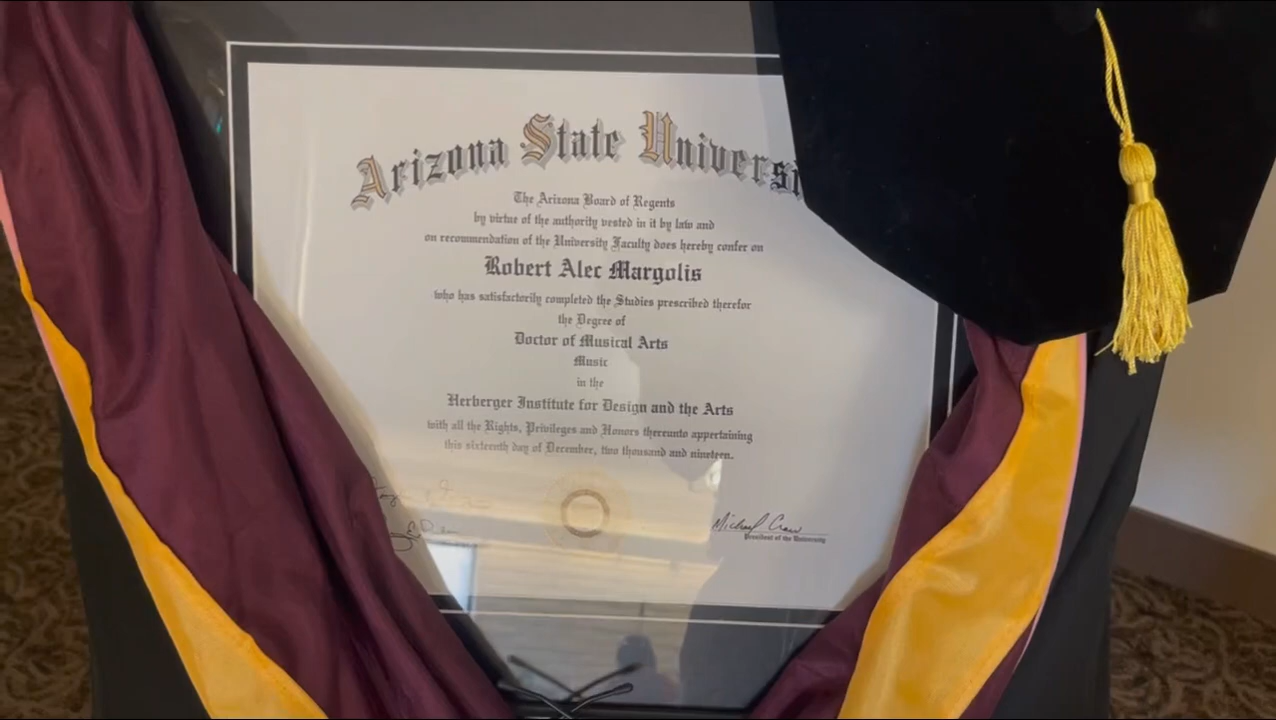 Arizona State Universi
The Arizona Board of Regents
by virtue of the authority vested in it by law and
on recommendation of the University Faculty does hereby confer on
Robert Alec Margolis
who has satisfactorily completed the Studies prescribed therefor
the Degree of
Doctor of Musical Arts
Music
in the
Herberger Institute for Design and the Arts
with all the Rights, Privileges and Honors thereunto appertaining
this sixteenth day of December, two thousand and nineteen.
Michael Crow
President of the University